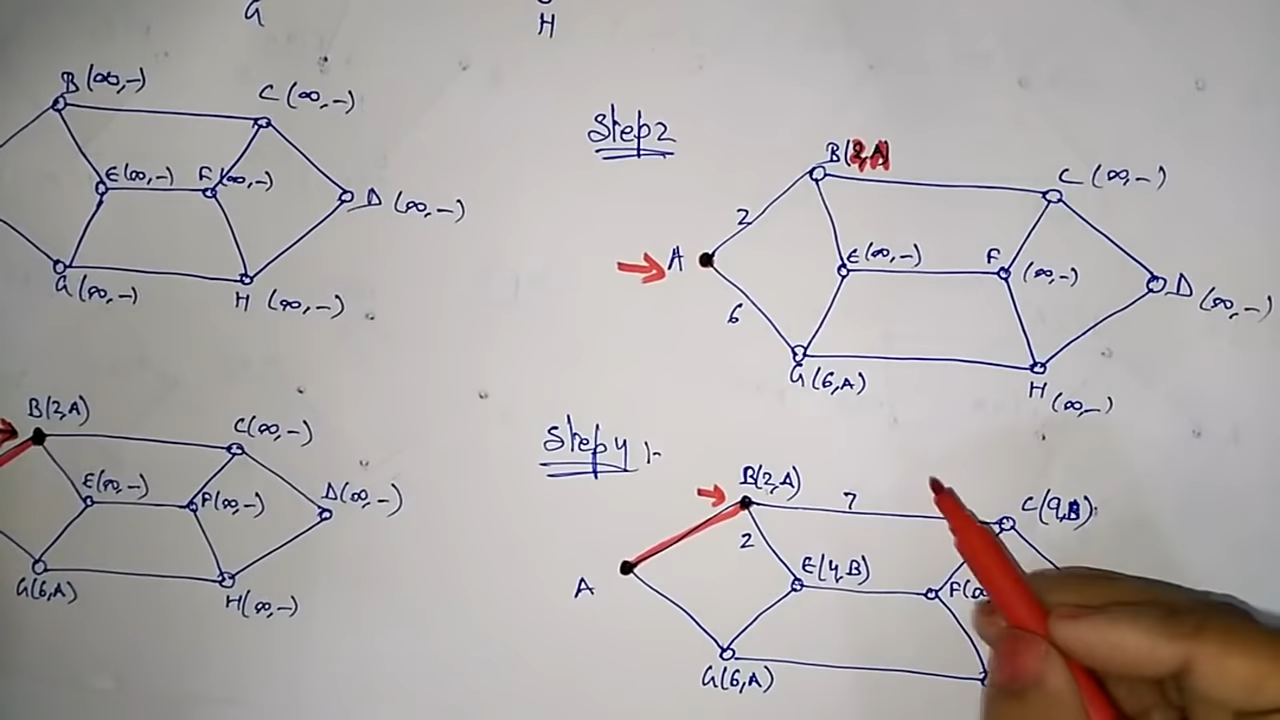 G
H
B (∞,-)
C (∞,-)
E(∞,-)
F (∞,-)
D (∞,-)
G (∞,-)
H (∞,-)
Step2
B(2,A)
C (∞,-)
2
A
E(∞,-)
F (∞,-)
D (∞,-)
6
G(6,A)
H (∞,-)
B(2,A)
C(∞,-)
E(∞,-)
F(∞,-)
D(∞,-)
G(6,A)
H(∞,-)
Step4 :-
B(2,A)
7
C(9,B)
2
E(4,B)
A
F(∞
G(6,A)